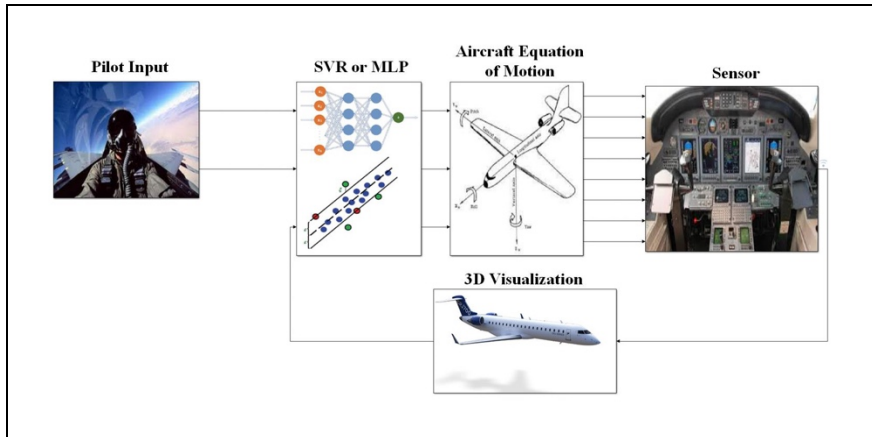 Pilot Input
SVR or MLP
Aircraft Equation
of Motion
Sensor
3D Visualization